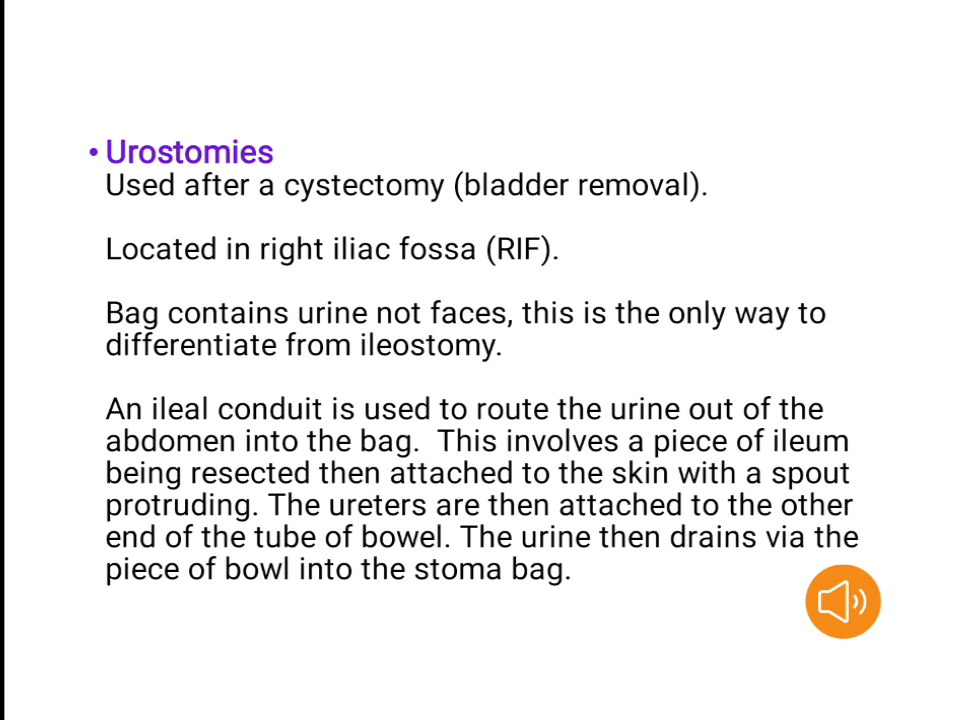 • Urostomies
Used after a cystectomy (bladder removal).
Located in right iliac fossa (RIF).
Bag contains urine not faces, this is the only way to
differentiate from ileostomy.
An ileal conduit is used to route the urine out of the
abdomen into the bag.  This involves a piece of ileum
being resected then attached to the skin with a spout
protruding. The ureters are then attached to the other
end of the tube of bowel. The urine then drains via the
piece of bowl into the stoma bag.